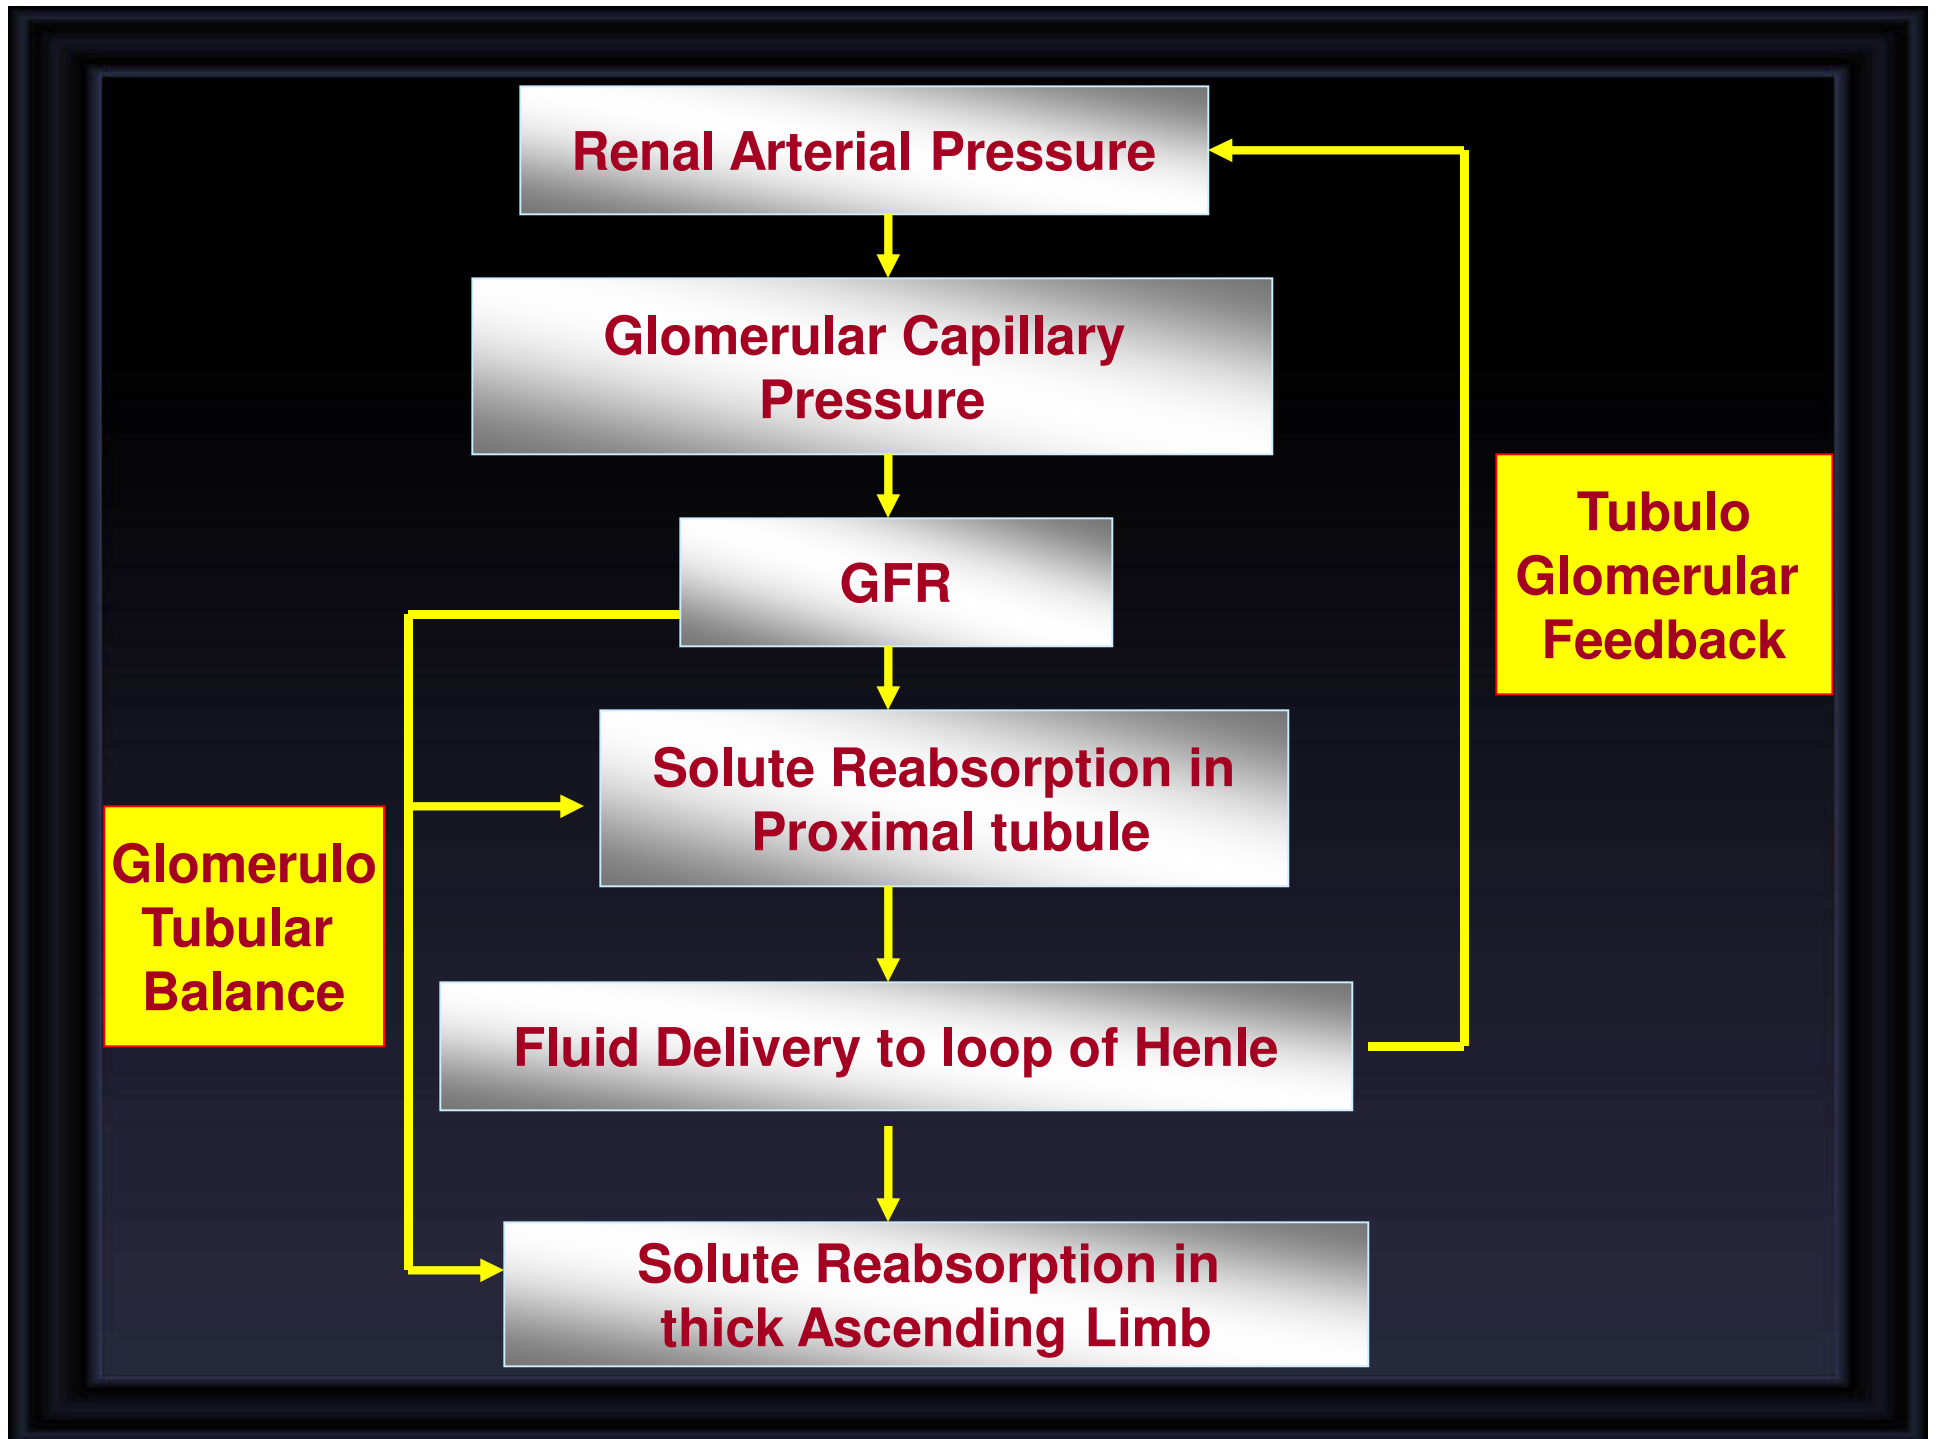 Renal Arterial Pressure
Glomerular Capillary
Pressure
GFR
Tubulo
Glomerular
Feedback
Solute Reabsorption in
Proximal tubule
Glomerulo
Tubular
Balance
Fluid Delivery to loop of Henle
Solute Reabsorption in
thick Ascending Limb